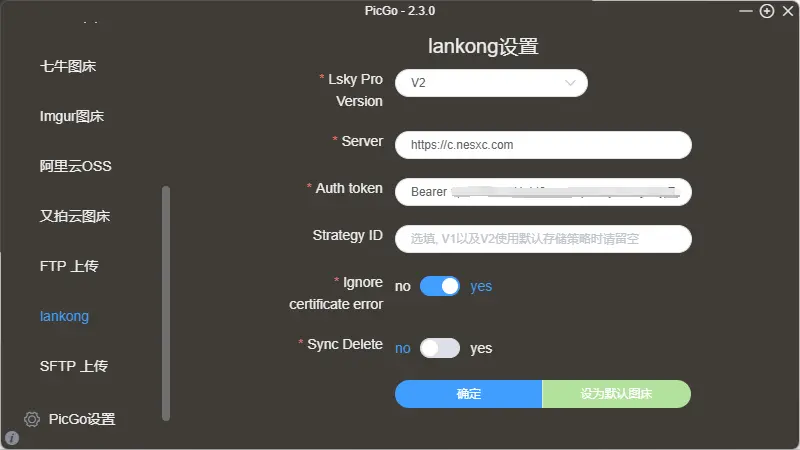 PicGo - 2.3.0
七牛图床
Imgur图床
阿里云OSS
又拍云图床
FTP 上传
lankong
SFTP 上传
PicGo设置
lankong设置
* Lsky Pro
Version
V2
* Server
https://c.nesxc.com
* Auth token
Bearer
Strategy ID
选填, V1以及V2使用默认存储策略时请留空
* Ignore
certificate error
no
yes
* Sync Delete
no
yes
确定
设为默认图床